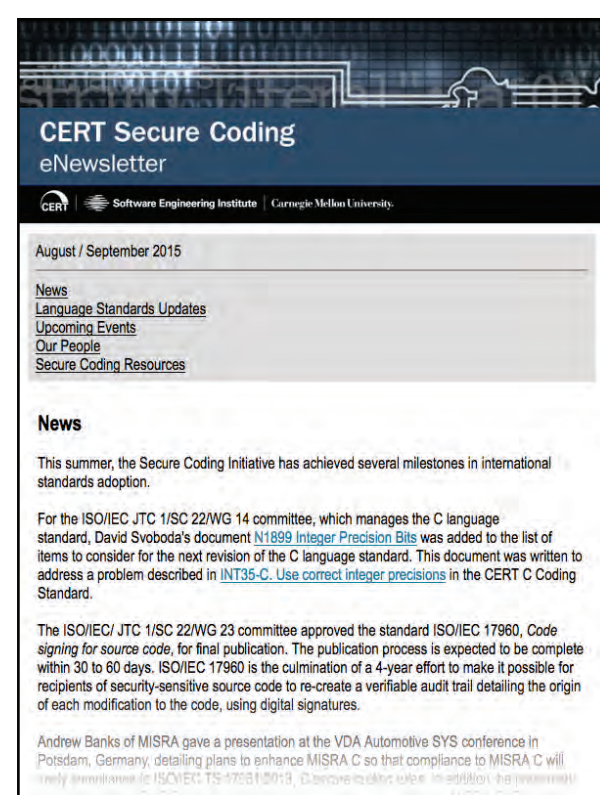 CERT Secure Coding
eNewsletter
CERT
Software Engineering Institute | Carnegie Mellon University.
August / September 2015
News
Language Standards Updates
Upcoming Events
Our People
Secure Coding Resources
News
This summer, the Secure Coding Initiative has achieved several milestones in international
standards adoption.
For the ISO/IEC JTC 1/SC 22/WG 14 committee, which manages the C language
standard, David Svoboda's document N1899 Integer Precision Bits was added to the list of
items to consider for the next revision of the C language standard. This document was written to
address a problem described in INT35-C. Use correct integer precisions in the CERT C Coding
Standard.
The ISO/IEC/ JTC 1/SC 22/WG 23 committee approved the standard ISO/IEC 17960, Code
signing for source code, for final publication. The publication process is expected to be complete
within 30 to 60 days. ISO/IEC 17960 is the culmination of a 4-year effort to make it possible for
recipients of security-sensitive source code to re-create a verifiable audit trail detailing the origin
of each modification to the code, using digital signatures.
Andrew Banks of MISRA gave a presentation at the VDA Automotive SYS conference in
Potsdam, Germany, detailing plans to enhance MISRA C so that compliance to MISRA C will